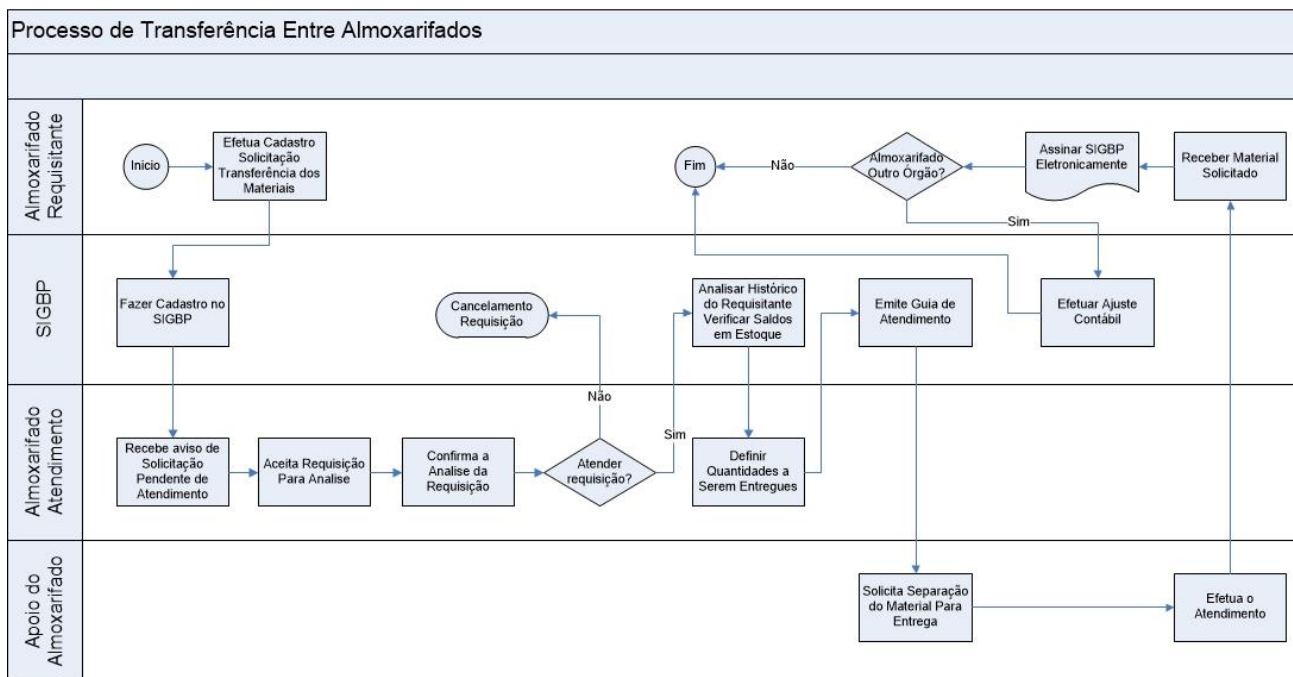 Processo de Transferência Entre Almoxarifados
Almoxarifado
Requisitante
Inicio
Efetua Cadastro
Solicitação
Transferência dos
Materiais
Fim
Não
Almoxarifado
Outro Órgão?
Sim
Assinar SIGBP
Eletronicamente
Receber Material
Solicitado
SIGBP
Fazer Cadastro no
SIGBP
Cancelamento
Requisição
Analisar Histórico
do Requisitante
Verificar Saldos
em Estoque
Emite Guia de
Atendimento
Efetuar Ajuste
Contábil
Almoxarifado
Atendimento
Recebe aviso de
Solicitação
Pendente de
Atendimento
Aceita Requisição
Para Analise
Confirma a
Analise da
Requisição
Não
Atender
requisição?
Sim
Definir
Quantidades a
Serem Entregues
Apoio do
Almoxarifado
Solicita Separação
do Material Para
Entrega
Efetua o
Atendimento